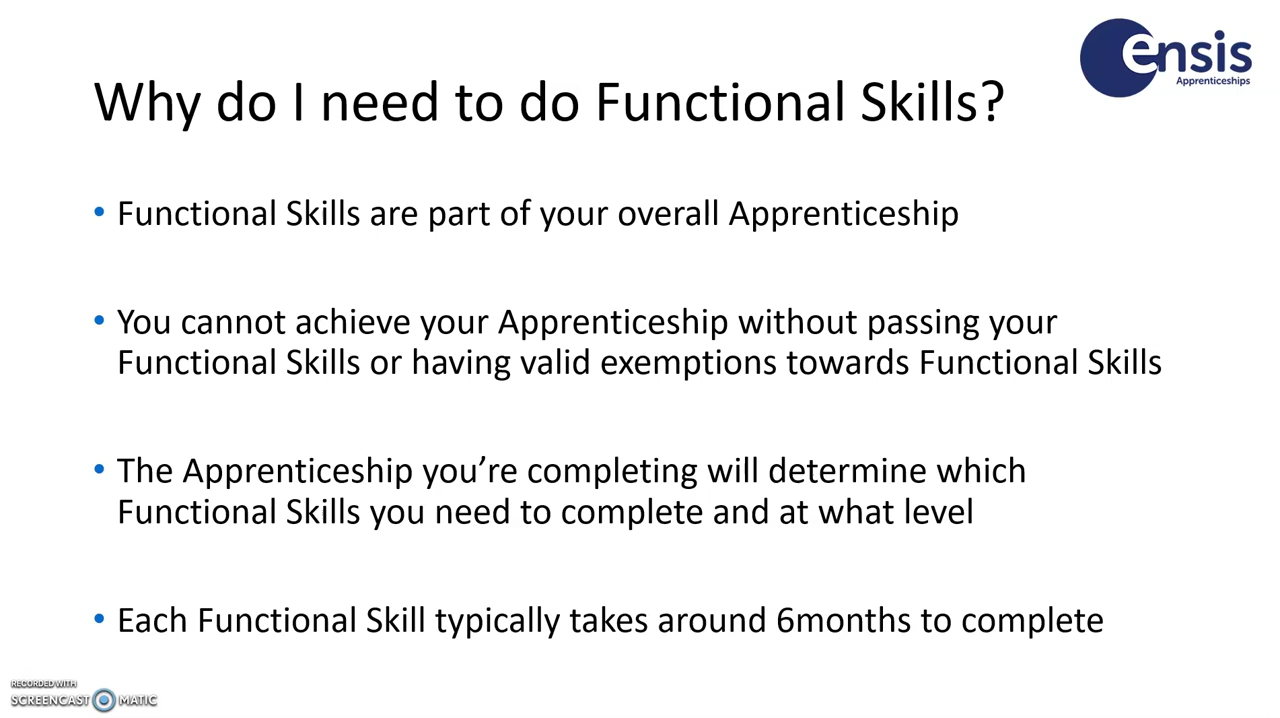 ensis
Apprenticeships
Why do I need to do Functional Skills?
• Functional Skills are part of your overall Apprenticeship
• You cannot achieve your Apprenticeship without passing your
Functional Skills or having valid exemptions towards Functional Skills
• The Apprenticeship you’re completing will determine which
Functional Skills you need to complete and at what level
• Each Functional Skill typically takes around 6months to complete
RECORDED WITH
SCREENCAST MATIC